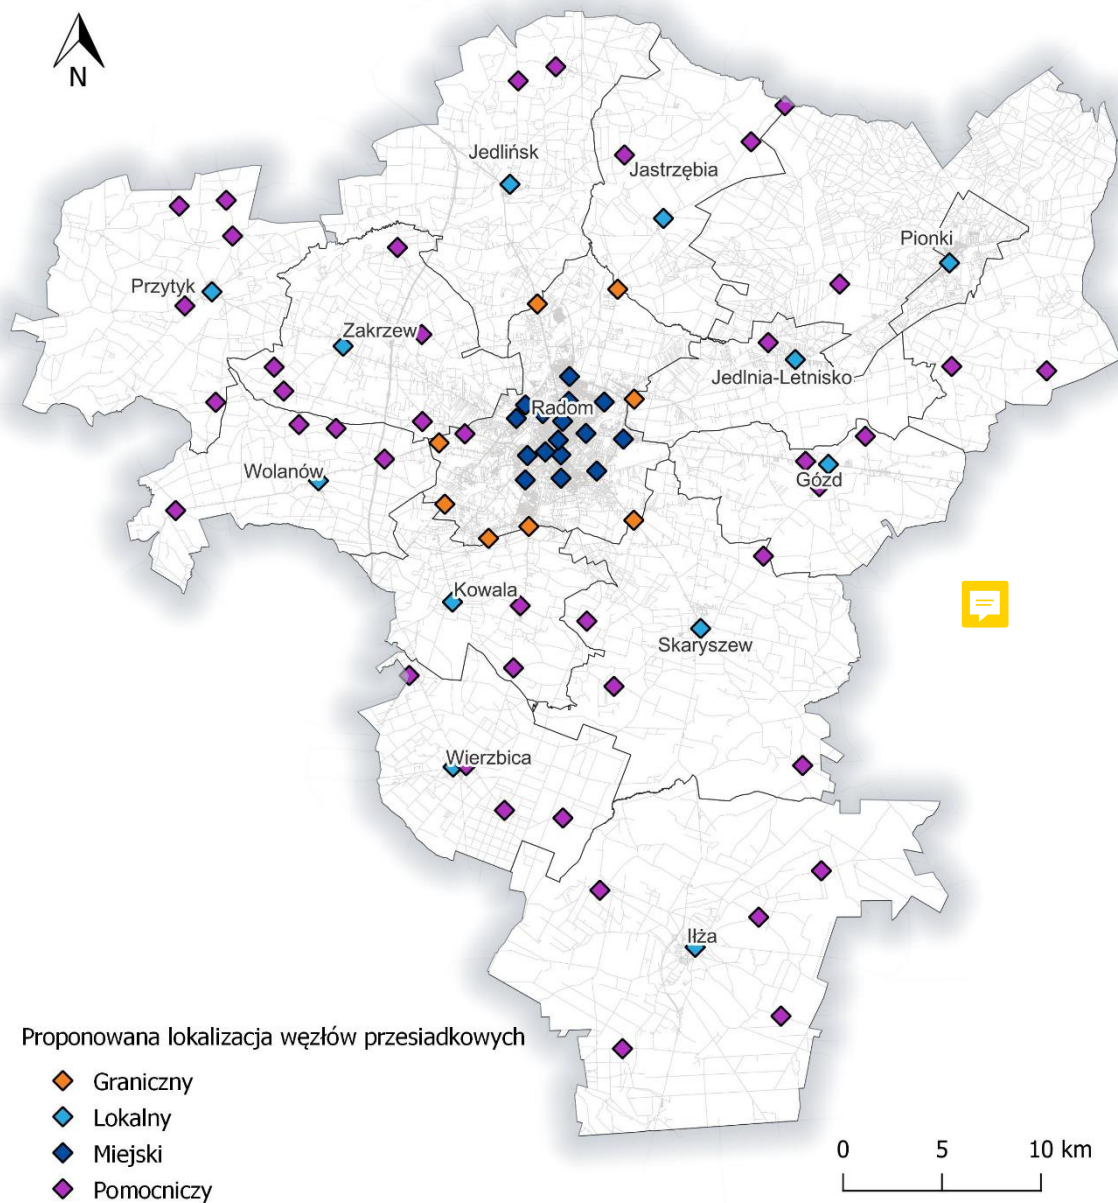 N
Jedlińsk
Jastrzębia
Pionki
Przytyk
Zakrzew
Jedlnia-Letnisko
Radom
Wolanów
Gózd
Kowala
Skaryszew
Wierzbica
Iłża
Proponowana lokalizacja węzłów przesiadkowych
Graniczny
Lokalny
Miejski
Pomocniczy
0 5 10 km